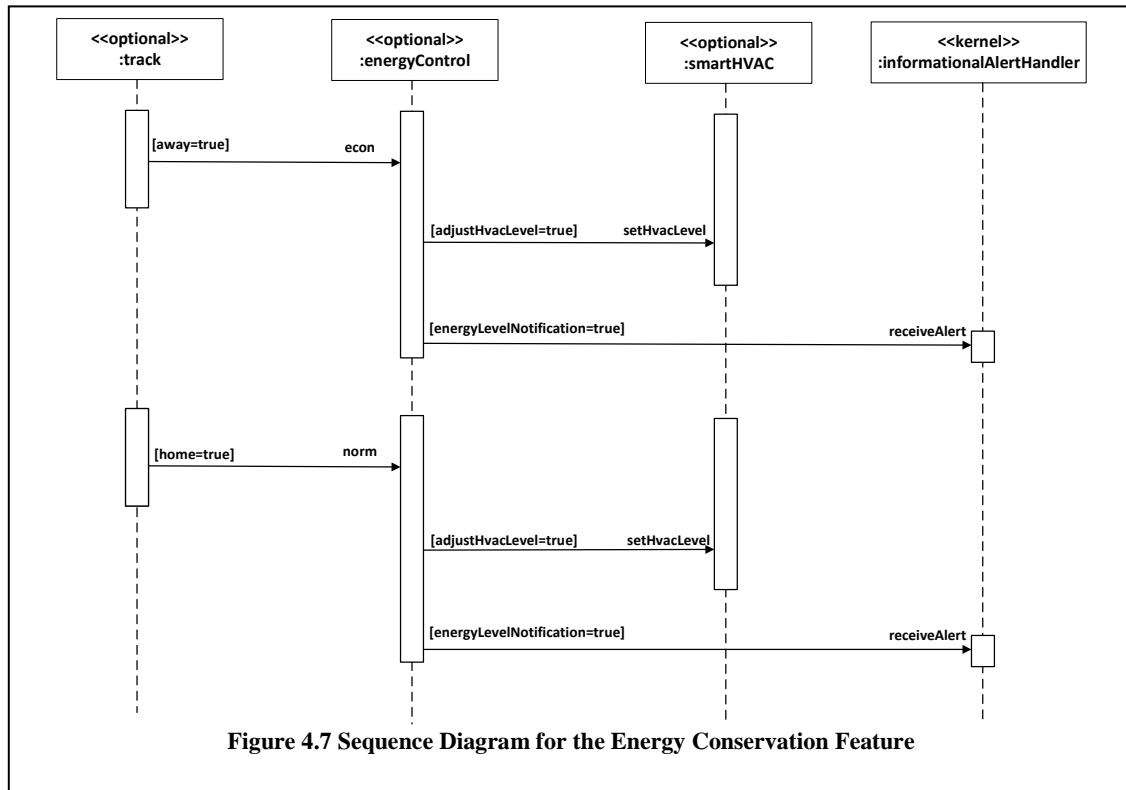 <<optional>>
:track
<<optional>>
:energyControl
<<optional>>
:smartHVAC
<<kernel>>
:informationalAlertHandler
[away=true] econ
[adjustHvacLevel=true] setHvacLevel
[energyLevelNotification=true] receiveAlert
[home=true] norm
[adjustHvacLevel=true] setHvacLevel
[energyLevelNotification=true] receiveAlert
Figure 4.7 Sequence Diagram for the Energy Conservation Feature